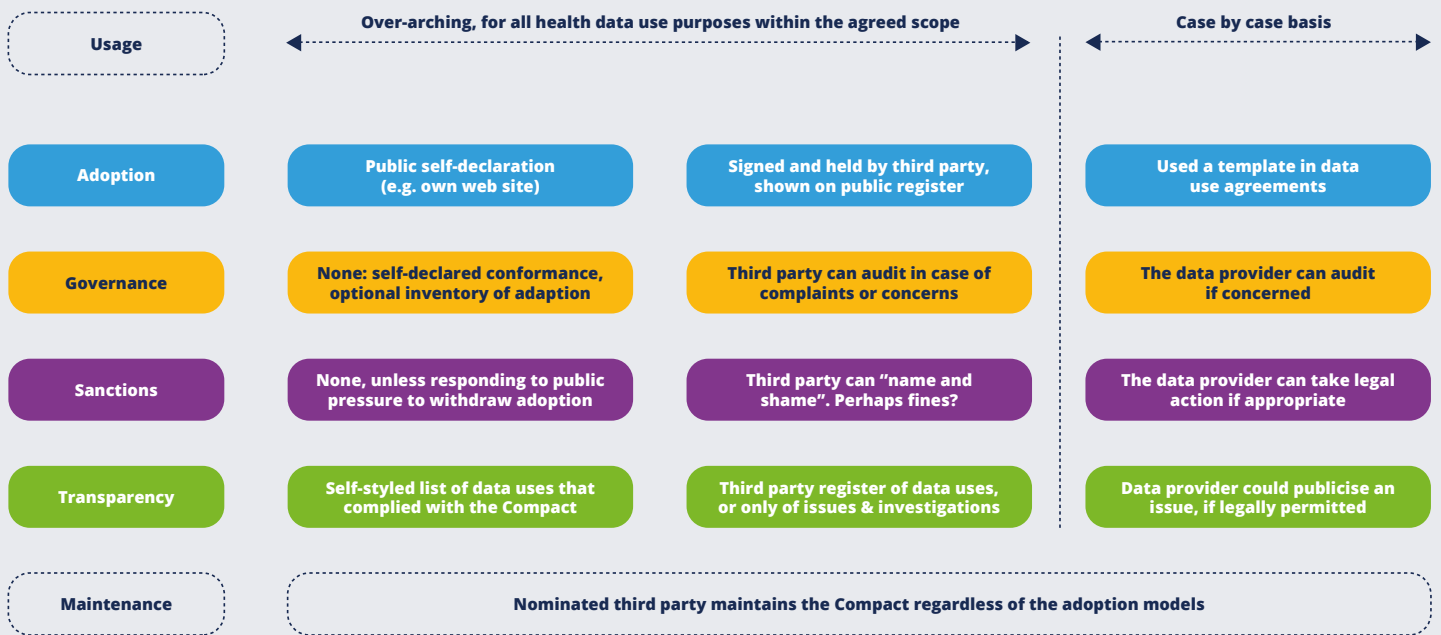 Usage
Over-arching, for all health data use purposes within the agreed scope
Case by case basis
Adoption
Public self-declaration
(e.g. own web site)
Signed and held by third party,
shown on public register
Used a template in data
use agreements
Governance
None: self-declared conformance,
optional inventory of adaption
Third party can audit in case of
complaints or concerns
The data provider can audit
if concerned
Sanctions
None, unless responding to public
pressure to withdraw adoption
Third party can “name and
shame”. Perhaps fines?
The data provider can take legal
action if appropriate
Transparency
Self-styled list of data uses that
complied with the Compact
Third party register of data uses,
or only of issues & investigations
Data provider could publicise an
issue, if legally permitted
Maintenance
Nominated third party maintains the Compact regardless of the adoption models